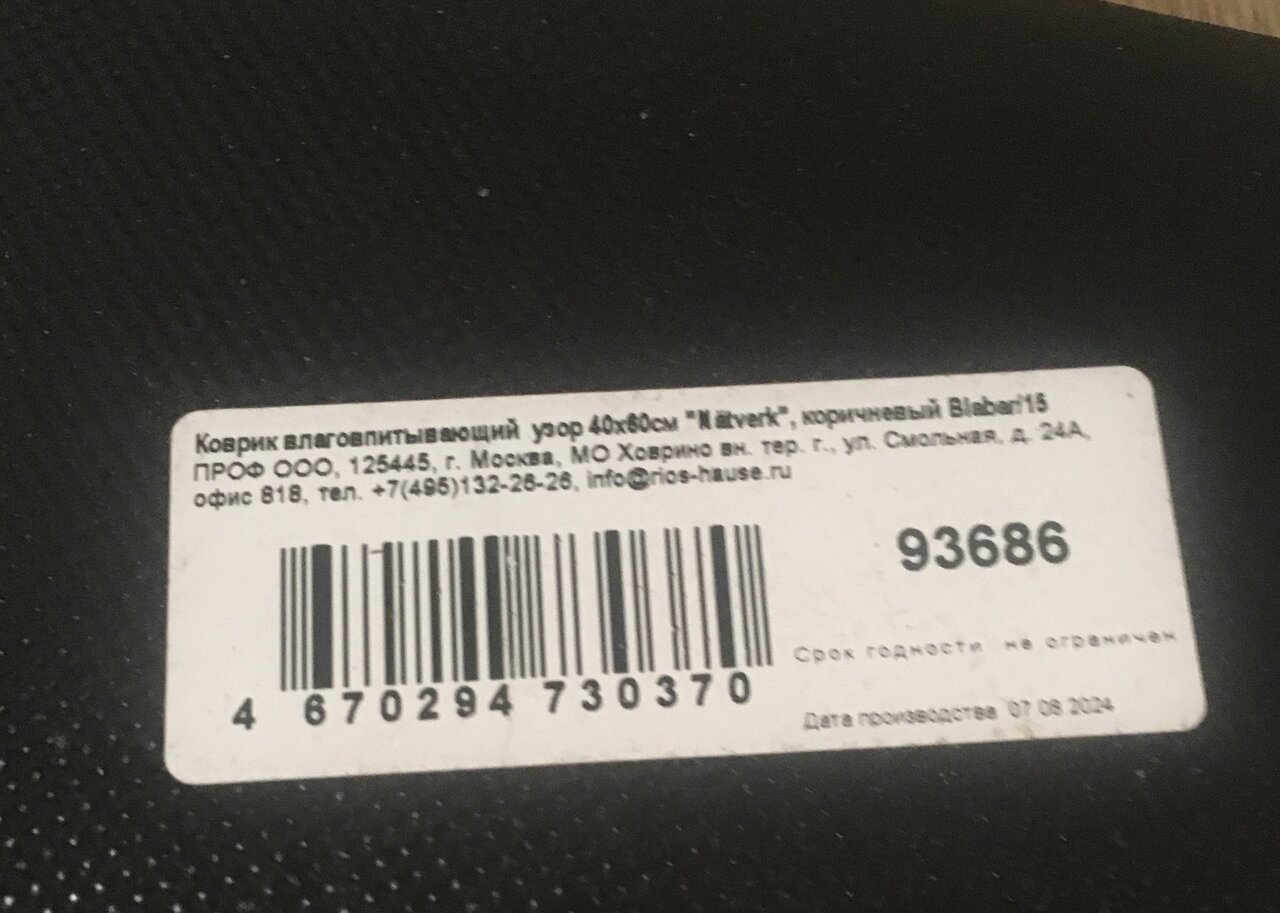 Коврик влаговпитывающий узор 40х60см "Nätverk", коричневый Blabar/15
ПРОФ ООО, 125445, г. Москва, МО Ховрино вн. тер. г., ул. Смольная, д. 24А,
офис 818, тел. +7(495)132-26-26, info@rios-hause.ru
93686
4 670294 730370
Срок годности не ограничен
Дата производства 07 08 2024